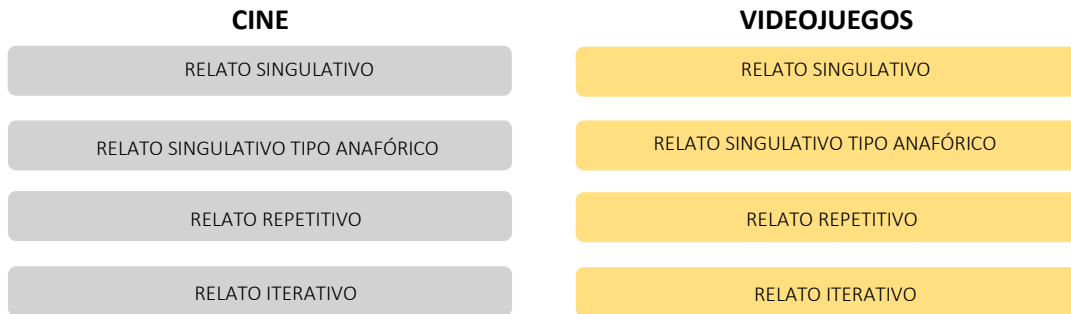 CINE
VIDEOJUEGOS
RELATO SINGULATIVO
RELATO SINGULATIVO
RELATO SINGULATIVO TIPO ANAFÓRICO
RELATO SINGULATIVO TIPO ANAFÓRICO
RELATO REPETITIVO
RELATO REPETITIVO
RELATO ITERATIVO
RELATO ITERATIVO